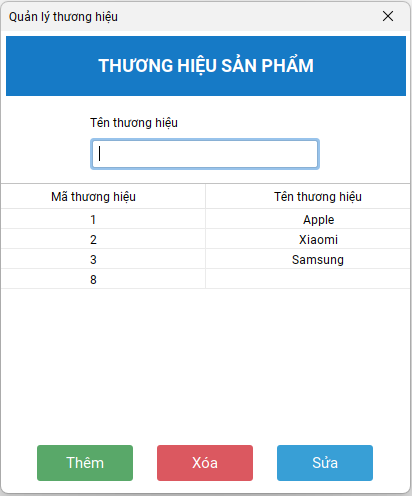 Quản lý thương hiệu
THƯƠNG HIỆU SẢN PHẨM
Tên thương hiệu
Mã thương hiệu Tên thương hiệu
1 Apple
2 Xiaomi
3 Samsung
8
Thêm Xóa Sửa